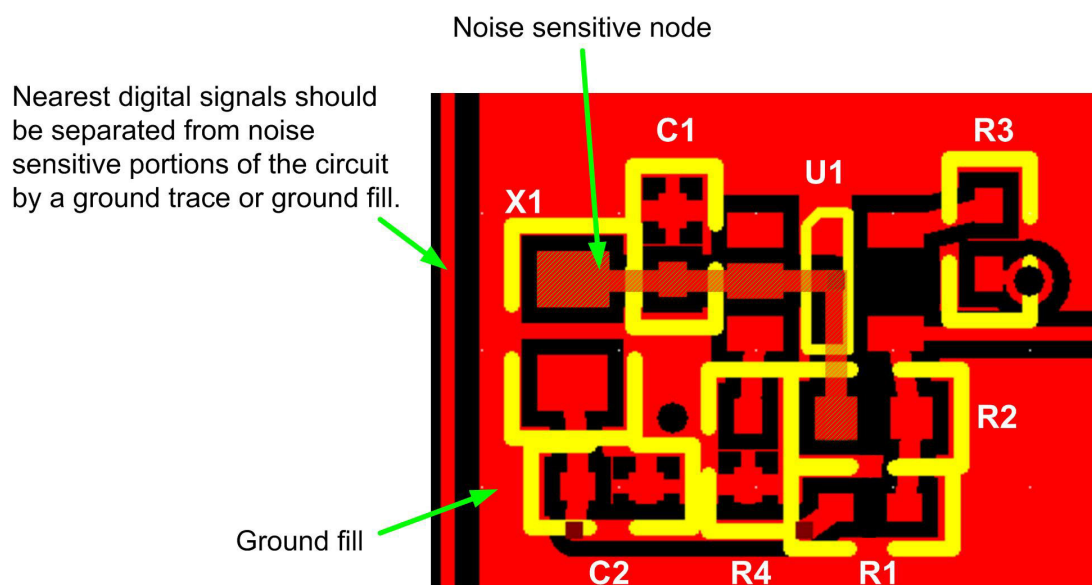 Noise sensitive node
Nearest digital signals should
be separated from noise
sensitive portions of the circuit
by a ground trace or ground fill.
C1
R3
U1
X1
R2
Ground fill
C2
R4
R1